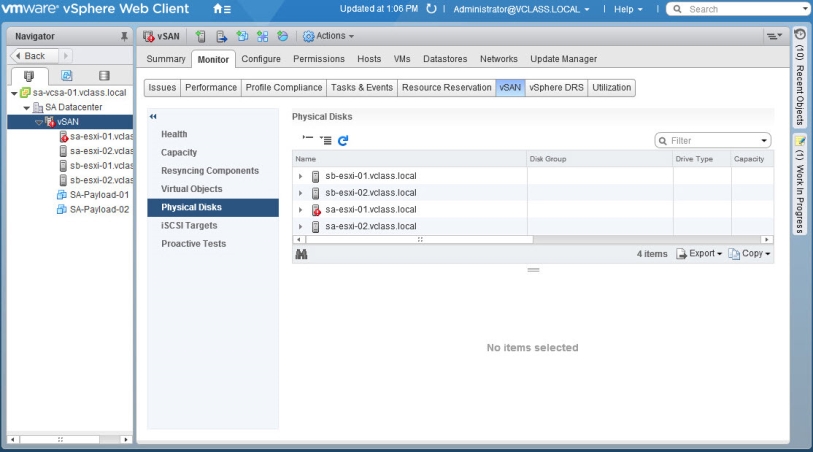 vmware® vSphere Web Client
Updated at 1:06 PM | Administrator@VCLASS.LOCAL | Help | Search
Navigator
Back
sa-vcsa-01.vclass.local
SA Datacenter
vSAN
sa-esxi-01.vclas
sa-esxi-02.vclas
sb-esxi-01.vclas
sb-esxi-02.vclas
SA-Payload-01
SA-Payload-02
vSAN Actions
Summary Monitor Configure Permissions Hosts VMs Datastores Networks Update Manager
Issues Performance Profile Compliance Tasks & Events Resource Reservation vSAN vSphere DRS Utilization
Health
Capacity
Resyncing Components
Virtual Objects
Physical Disks
iSCSI Targets
Proactive Tests
Physical Disks
Filter
Name Disk Group Drive Type Capacity
sb-esxi-01.vclass.local
sb-esxi-02.vclass.local
sa-esxi-01.vclass.local
sa-esxi-02.vclass.local
4 items Export Copy
No items selected
(10) Recent Objects
(1) Work In Progress